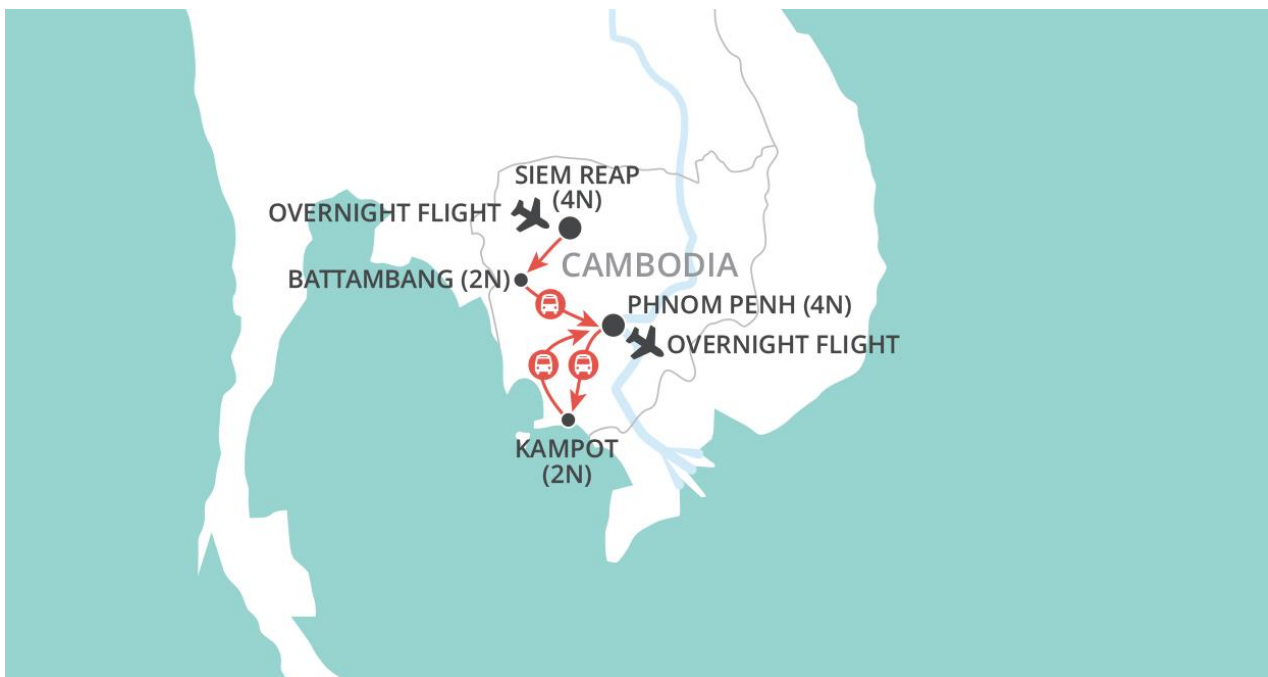 SIEM REAP
(4N)
OVERNIGHT FLIGHT
CAMBODIA
BATTAMBANG (2N)
PHNOM PENH (4N)
OVERNIGHT FLIGHT
KAMPOT
(2N)